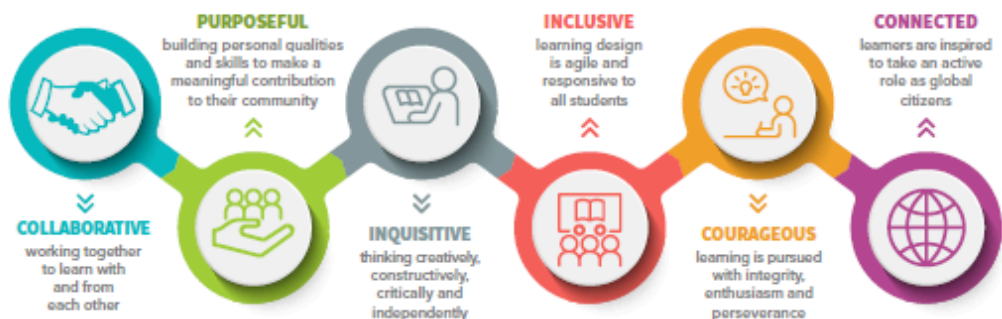 COLLABORATIVE
working together
to learn with
and from
each other
PURPOSEFUL
building personal qualities
and skills to make a
meaningful contribution
to their community
INQUISITIVE
thinking creatively,
constructively,
critically and
independently
INCLUSIVE
learning design
is agile and
responsive to
all students
COURAGEOUS
learning is pursued
with integrity,
enthusiasm and
perseverance
CONNECTED
learners are inspired
to take an active
role as global
citizens